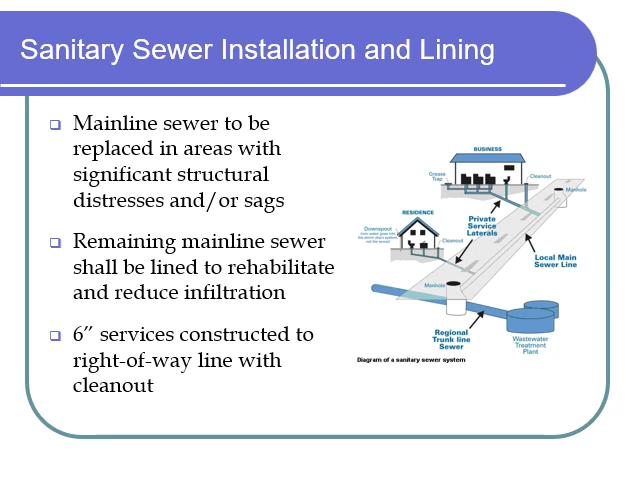 Sanitary Sewer Installation and Lining
Mainline sewer to be
replaced in areas with
significant structural
distresses and/or sags
Remaining mainline sewer
shall be lined to rehabilitate
and reduce infiltration
6” services constructed to
right-of-way line with
cleanout
BUSINESS
Grease
Trap
Cleanout
Manhole
RESIDENCE
Private
Service
Laterals
Downspout
Cleanout
Local Main
Sewer Line
Manhole
Regional
Trunk line
Sewer
Wastewater
Treatment
Plant
Diagram of a sanitary sewer system